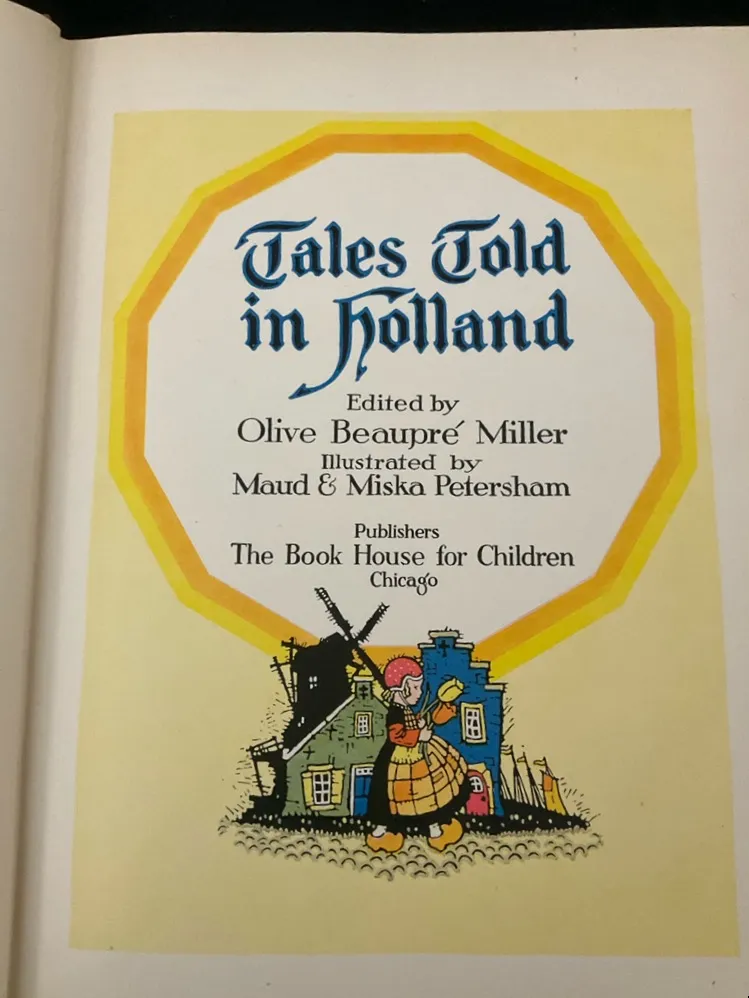 Tales Told
in Holland
Edited by
Olive Beaupré Miller
Illustrated by
Maud & Miska Petersham
Publishers
The Book House for Children
Chicago